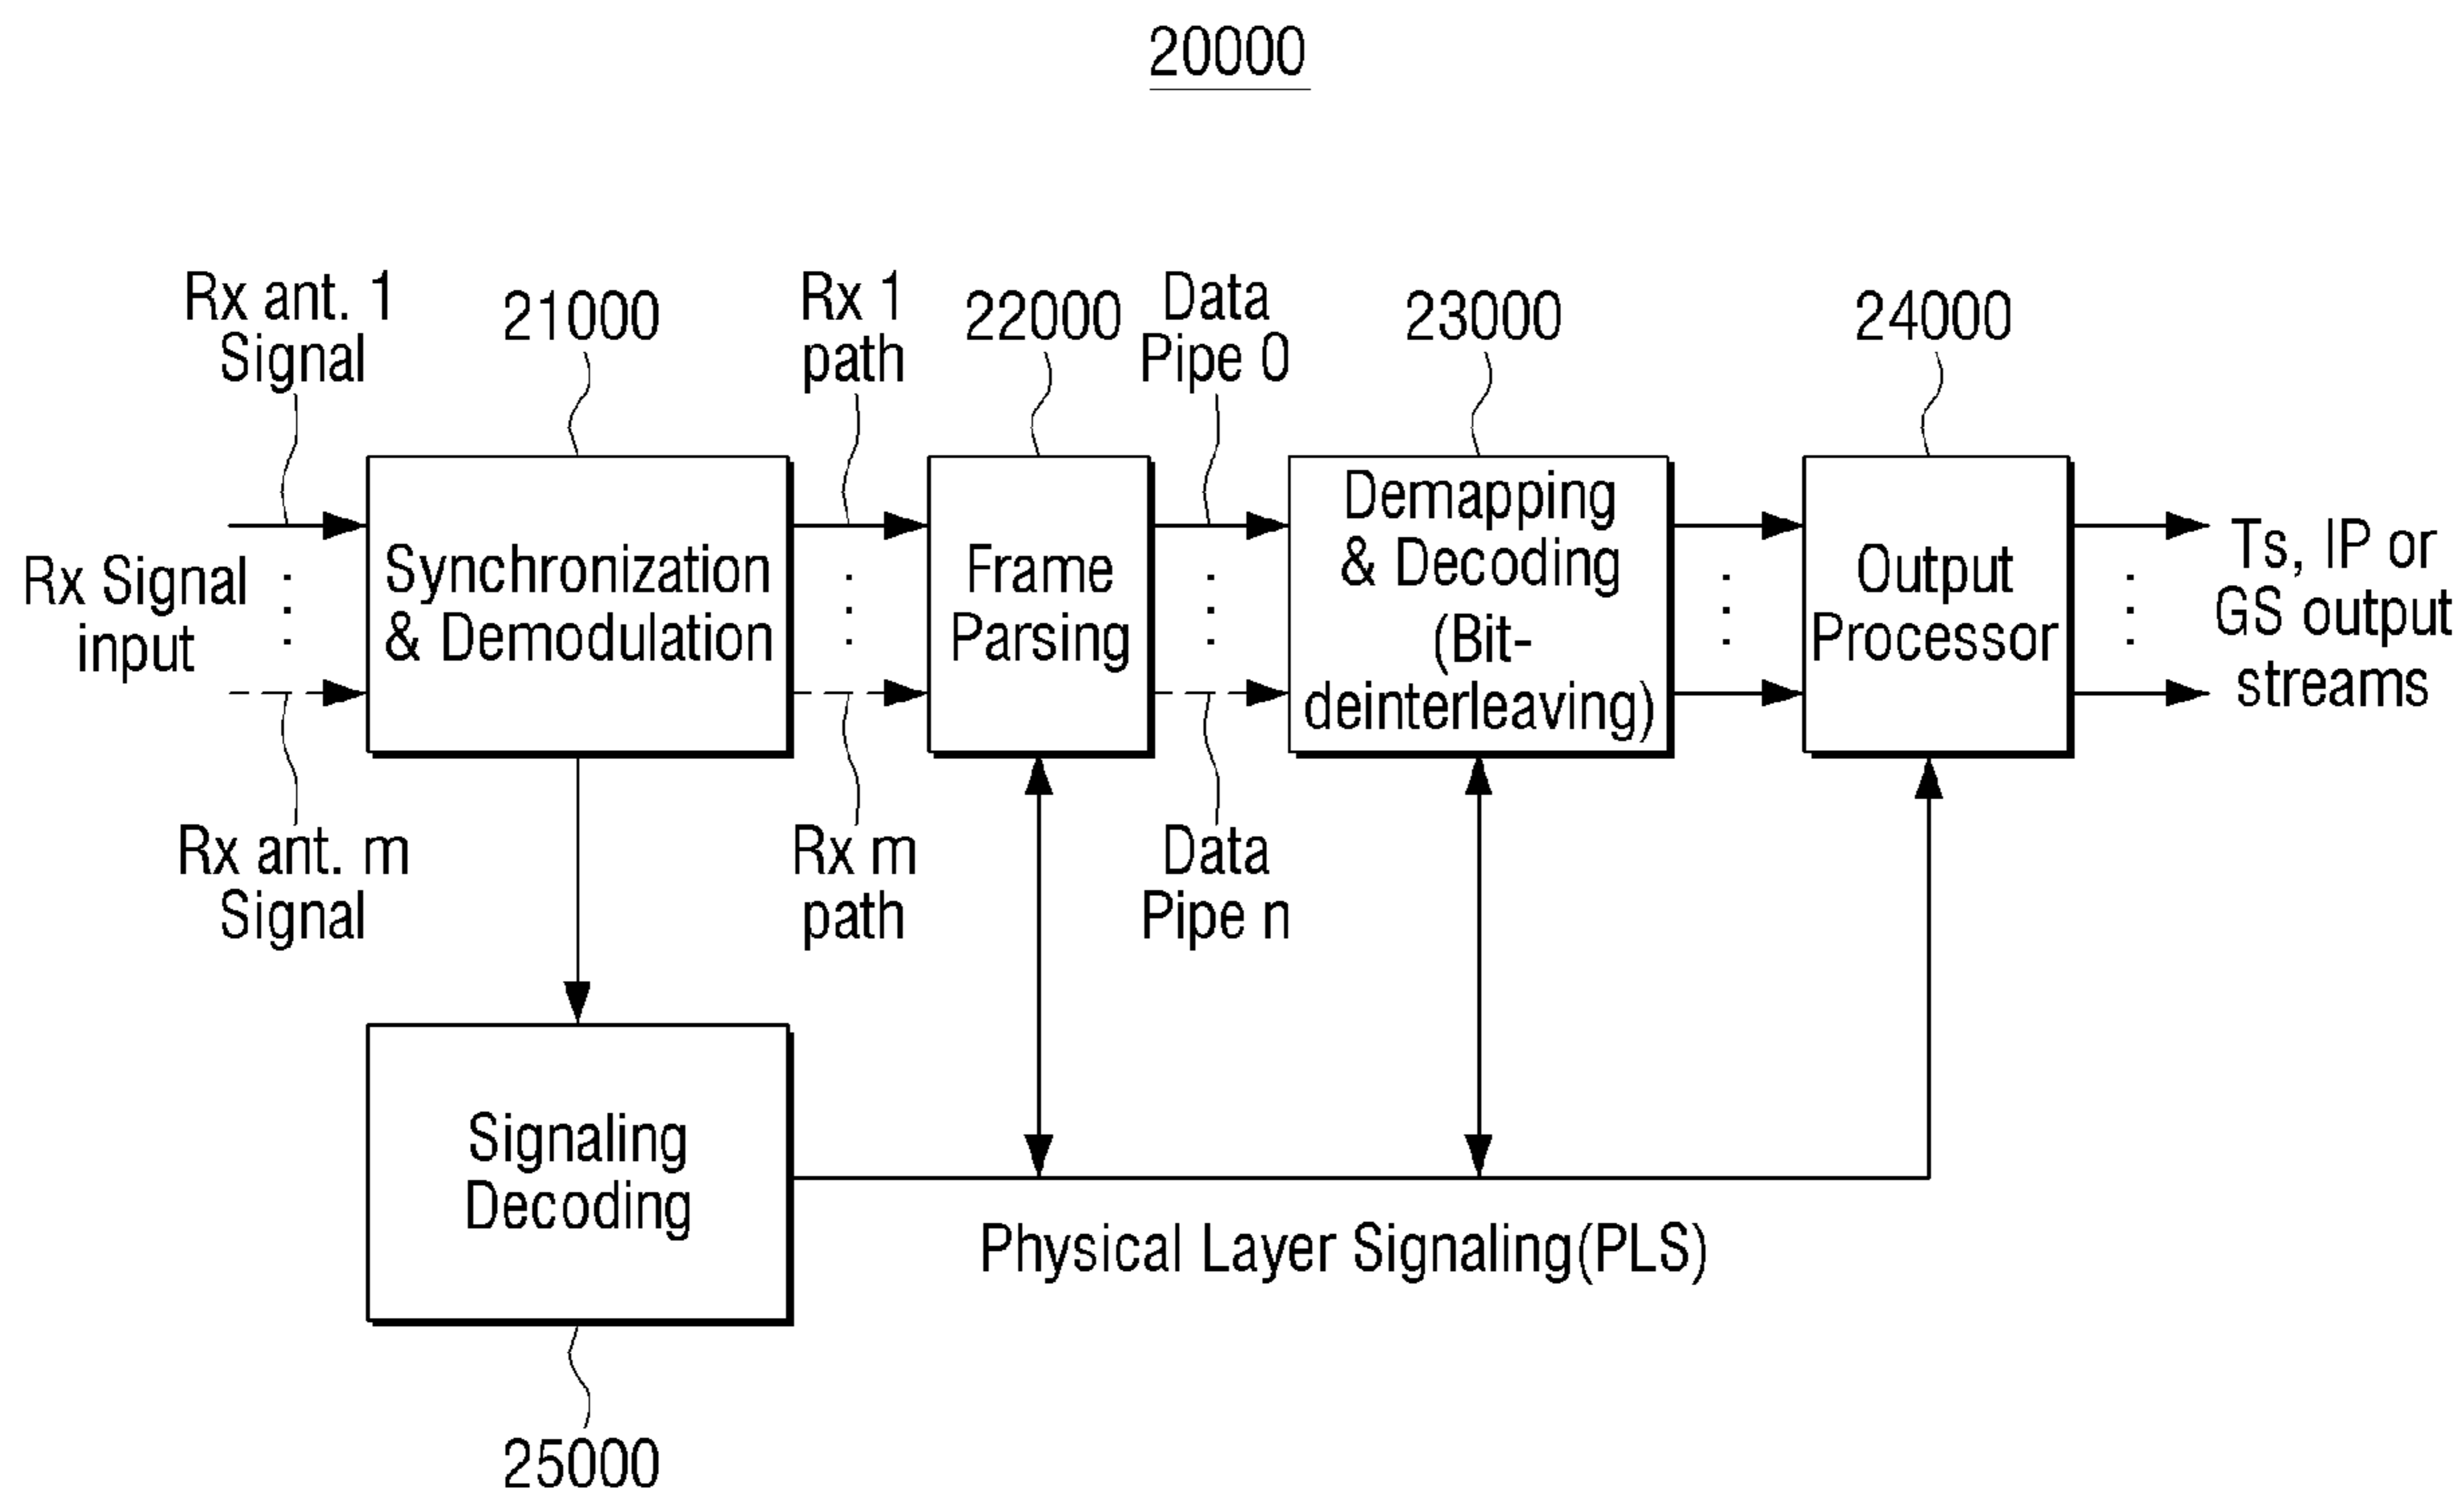 20000
Rx ant. 1
Signal
21000
Rx 1
path
22000
Data
Pipe 0
23000
24000
Rx Signal
input
Synchronization
& Demodulation
Frame
Parsing
Demapping
& Decoding
(Bit-
deinterleaving)
Output
Processor
Ts, IP or
GS output
streams
Rx ant. m
Signal
Rx m
path
Data
Pipe n
Signaling
Decoding
Physical Layer Signaling(PLS)
25000